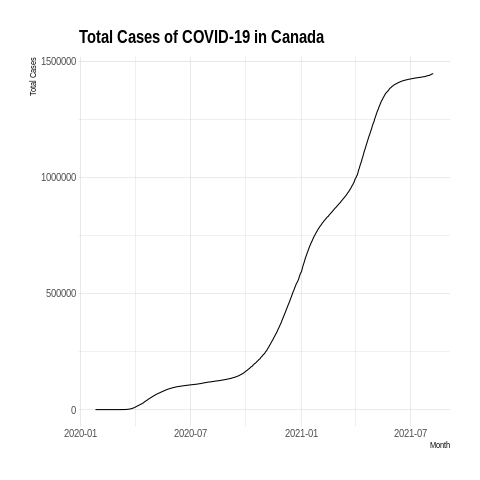 Total Cases of COVID-19 in Canada
Total Cases
1500000
1000000
500000
0
2020-01 2020-07 2021-01 2021-07
Month